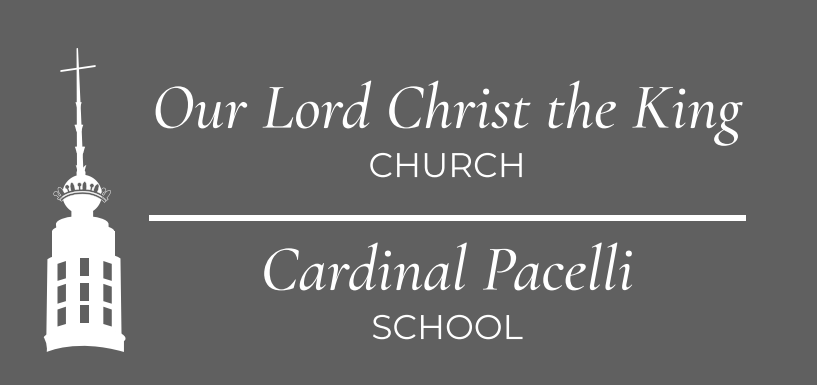 Our Lord Christ the King
CHURCH
Cardinal Pacelli
SCHOOL